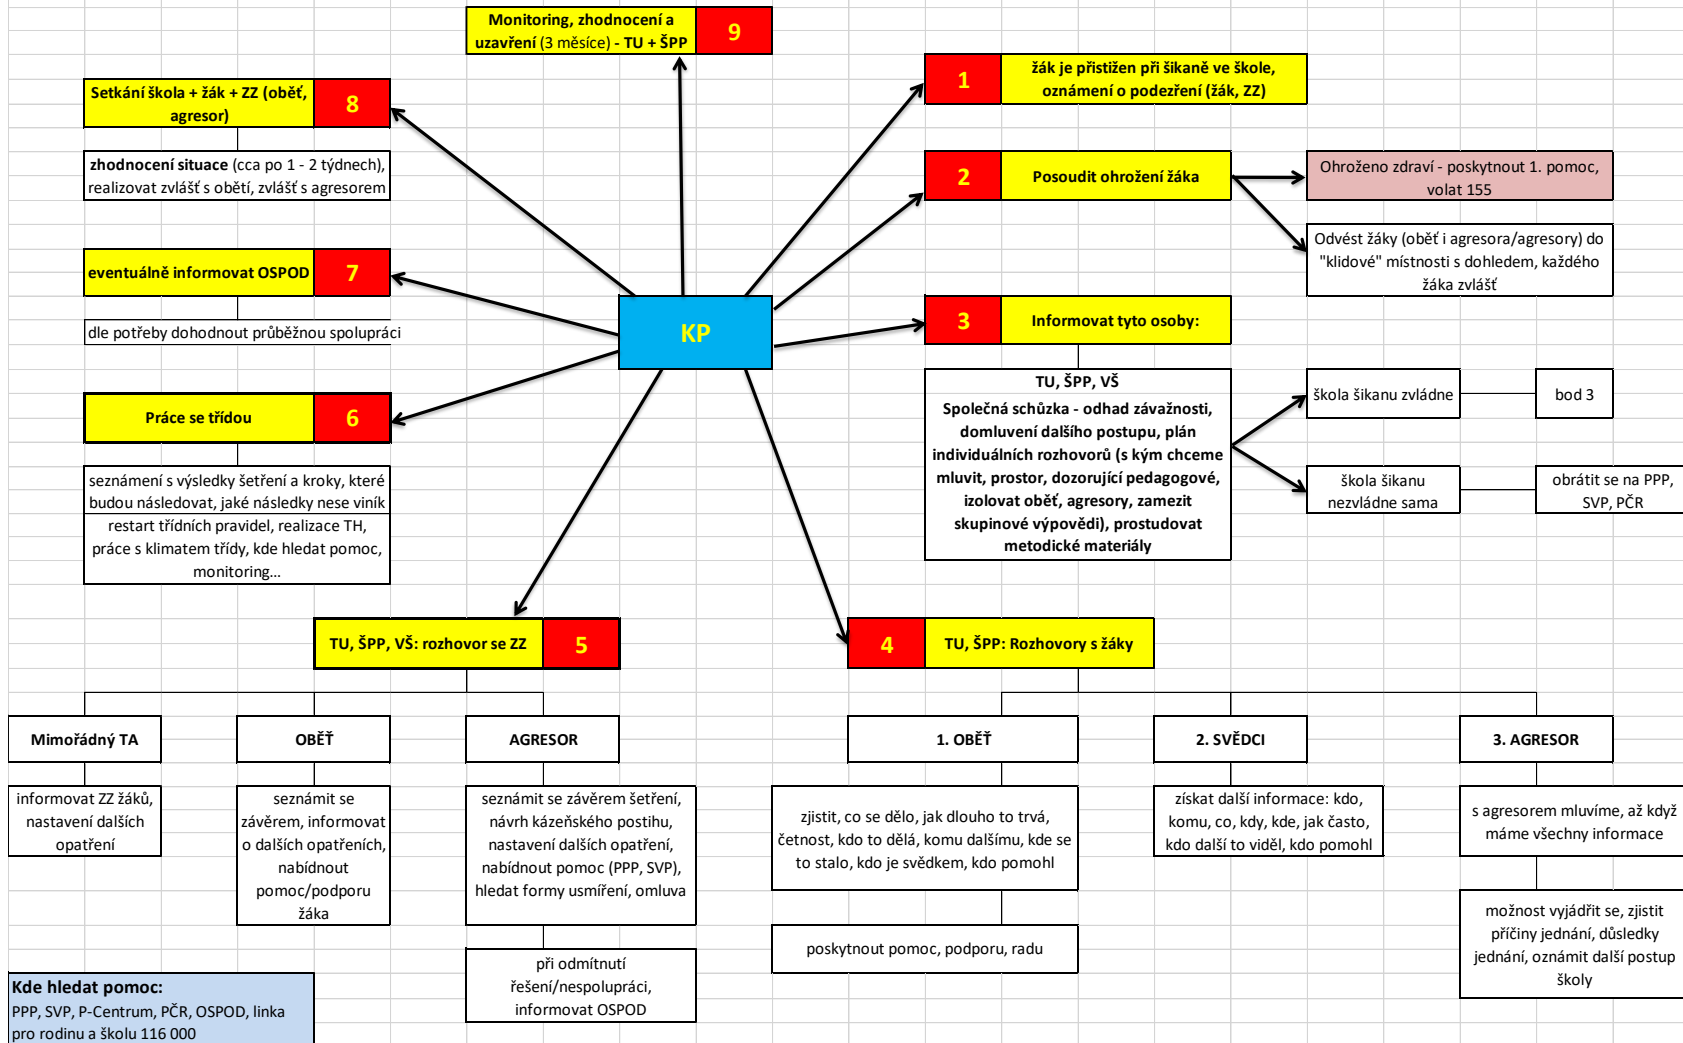 Monitoring, zhodnocení a
uzavření (3 měsíce) - TU + ŠPP
9
1
žák je přistižen při šikaně ve škole,
oznámení o podezření (žák, ZZ)
Setkání škola + žák + ZZ (oběť,
agresor)
8
zhodnocení situace (cca po 1 - 2 týdnech),
realizovat zvlášť s obětí, zvlášť s agresorem
2
Posoudit ohrožení žáka
Ohroženo zdraví - poskytnout 1. pomoc,
volat 155
Odvést žáky (oběť i agresora/agresory) do
"klidové" místnosti s dohledem, každého
žáka zvlášť
eventuálně informovat OSPOD
7
dle potřeby dohodnout průběžnou spolupráci
KP
3
Informovat tyto osoby:
TU, ŠPP, VŠ
Společná schůzka - odhad závažnosti,
domluvení dalšího postupu, plán
individuálních rozhovorů (s kým chceme
mluvit, prostor, dozorující pedagogové,
izolovat oběť, agresory, zamezit
skupinové výpovědi), prostudovat
metodické materiály
škola šikanu zvládne
bod 3
škola šikanu
nezvládne sama
obrátit se na PPP,
SVP, PČR
Práce se třídou
6
seznámení s výsledky šetření a kroky, které
budou následovat, jaké následky nese viník
restart třídních pravidel, realizace TH,
práce s klimatem třídy, kde hledat pomoc,
monitoring...
TU, ŠPP, VŠ: rozhovor se ZZ
5
4
TU, ŠPP: Rozhovory s žáky
Mimořádný TA
OBĚŤ
AGRESOR
1. OBĚŤ
2. SVĚDCI
3. AGRESOR
informovat ZZ žáků,
nastavení dalších
opatření
seznámit se
závěrem, informovat
o dalších opatřeních,
nabídnout
pomoc/podporu
žáka
seznámit se závěrem šetření,
návrh kázeňského postihu,
nastavení dalších opatření,
nabídnout pomoc (PPP, SVP),
hledat formy usmíření, omluva
při odmítnutí
řešení/nespolupráci,
informovat OSPOD
zjistit, co se dělo, jak dlouho to trvá,
četnost, kdo to dělá, komu dalšímu, kde se
to stalo, kdo je svědkem, kdo pomohl
poskytnout pomoc, podporu, radu
získat další informace: kdo,
komu, co, kdy, kde, jak často,
kdo další to viděl, kdo pomohl
s agresorem mluvíme, až když
máme všechny informace
možnost vyjádřit se, zjistit
příčiny jednání, důsledky
jednání, oznámit další postup
školy
Kde hledat pomoc:
PPP, SVP, P-Centrum, PČR, OSPOD, linka
pro rodinu a školu 116 000